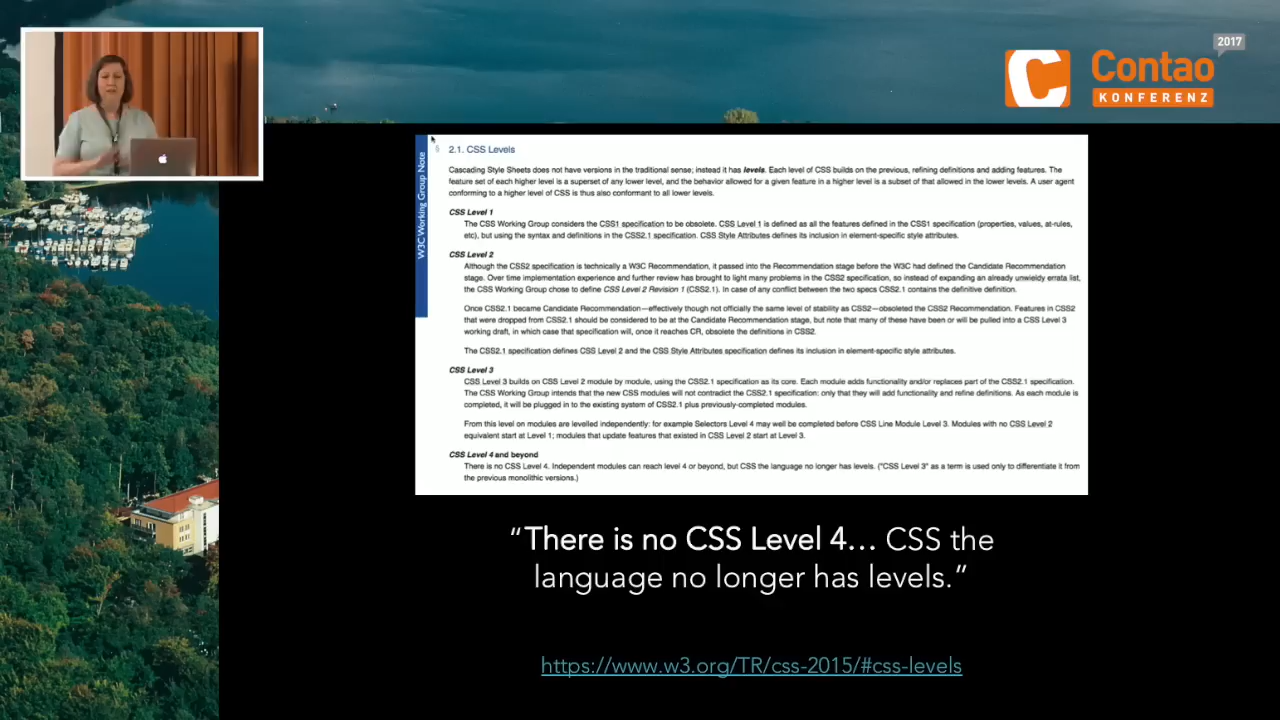 2017
Contao
KONFERENZ
W3C Working Group Note
2.1. CSS Levels
Cascading Style Sheets does not have versions in the traditional sense; instead it has levels. Each level of CSS builds on the previous, refining definitions and adding features. The
feature set of each higher level is a superset of any lower level, and the behavior allowed for a given feature in a higher level is a subset of that allowed in the lower levels. A user agent
conforming to a higher level of CSS is thus also conformant to all lower levels.
CSS Level 1
The CSS Working Group considers the CSS1 specification to be obsolete. CSS Level 1 is defined as all the features defined in the CSS1 specification (properties, values, at-rules,
etc), but using the syntax and definitions in the CSS2.1 specification. CSS Style Attributes defines its inclusion in element-specific style attributes.
CSS Level 2
Although the CSS2 specification is technically a W3C Recommendation, it passed into the Recommendation stage before the W3C had defined the Candidate Recommendation
stage. Over time implementation experience and further review has brought to light many problems in the CSS2 specification, so instead of expanding an already unwieldy errata list,
the CSS Working Group chose to define CSS Level 2 Revision 1 (CSS2.1). In case of any conflict between the two specs CSS2.1 contains the definitive definition.
Once CSS2.1 became Candidate Recommendation—effectively though not officially the same level of stability as CSS2—obsoleted the CSS2 Recommendation. Features in CSS2
that were dropped from CSS2.1 should be considered to be at the Candidate Recommendation stage, but note that many of these have been or will be pulled into a CSS Level 3
working draft, in which case that specification will, once it reaches CR, obsolete the definitions in CSS2.
The CSS2.1 specification defines CSS Level 2 and the CSS Style Attributes specification defines its inclusion in element-specific style attributes.
CSS Level 3
CSS Level 3 builds on CSS Level 2 module by module, using the CSS2.1 specification as its core. Each module adds functionality and/or replaces part of the CSS2.1 specification.
The CSS Working Group intends that the new CSS modules will not contradict the CSS2.1 specification: only that they will add functionality and refine definitions. As each module is
completed, it will be plugged in to the existing system of CSS2.1 plus previously-completed modules.
From this level on modules are levelled independently: for example Selectors Level 4 may well be completed before CSS Line Module Level 3. Modules with no CSS Level 2
equivalent start at Level 1; modules that update features that existed in CSS Level 2 start at Level 3.
CSS Level 4 and beyond
There is no CSS Level 4. Independent modules can reach level 4 or beyond, but CSS the language no longer has levels. ("CSS Level 3" as a term is used only to differentiate it from
the previous monolithic versions.)
“There is no CSS Level 4… CSS the
language no longer has levels.”
https://www.w3.org/TR/css-2015/#css-levels